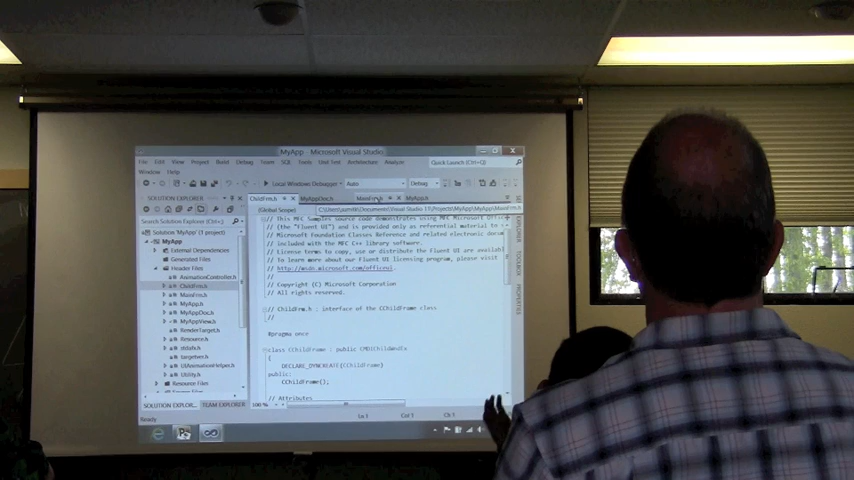 MyApp - Microsoft Visual Studio
File Edit View Project Build Debug Team SQL Tools Unit Test Architecture Analyze
Quick Launch (Ctrl+Q)
Window Help
Local Windows Debugger Auto Debug
SOLUTION EXPLORER
ChildFrm.h MyAppDoc.h MainFrm.h MyApp.h
(Global Scope)
Search Solution Explorer (Ctrl+;)
Solution 'MyApp' (1 project)
MyApp
External Dependencies
Generated Files
Header Files
AnimationController.h
ChildFrm.h
MainFrm.h
MyApp.h
MyAppDoc.h
MyAppView.h
RenderTarget.h
Resource.h
stdafx.h
targetver.h
UIAnimationHelper.h
Utility.h
Resource Files
SOLUTION EXPLOR... TEAM EXPLORER
// This MFC Samples source code demonstrates using MFC Microsoft
// (the "Fluent UI") and is provided only as referential material to
// Microsoft Foundation Classes Reference and related electronic
// included with the MFC C++ library software.
// License terms to copy, use or distribute the Fluent UI are
// To learn more about our Fluent UI licensing program, please visit
// http://msdn.microsoft.com/officeui.
//
// Copyright (C) Microsoft Corporation
// All rights reserved.
// ChildFrm.h : interface of the CChildFrame class
//
#pragma once
class CChildFrame : public CMDIChildWndEx
{
DECLARE_DYNCREATE(CChildFrame)
public:
CChildFrame();
// Attributes
100 %
TOOLBOX
PROPERTIES
Ready Ln 1 Col 1 Ch 1